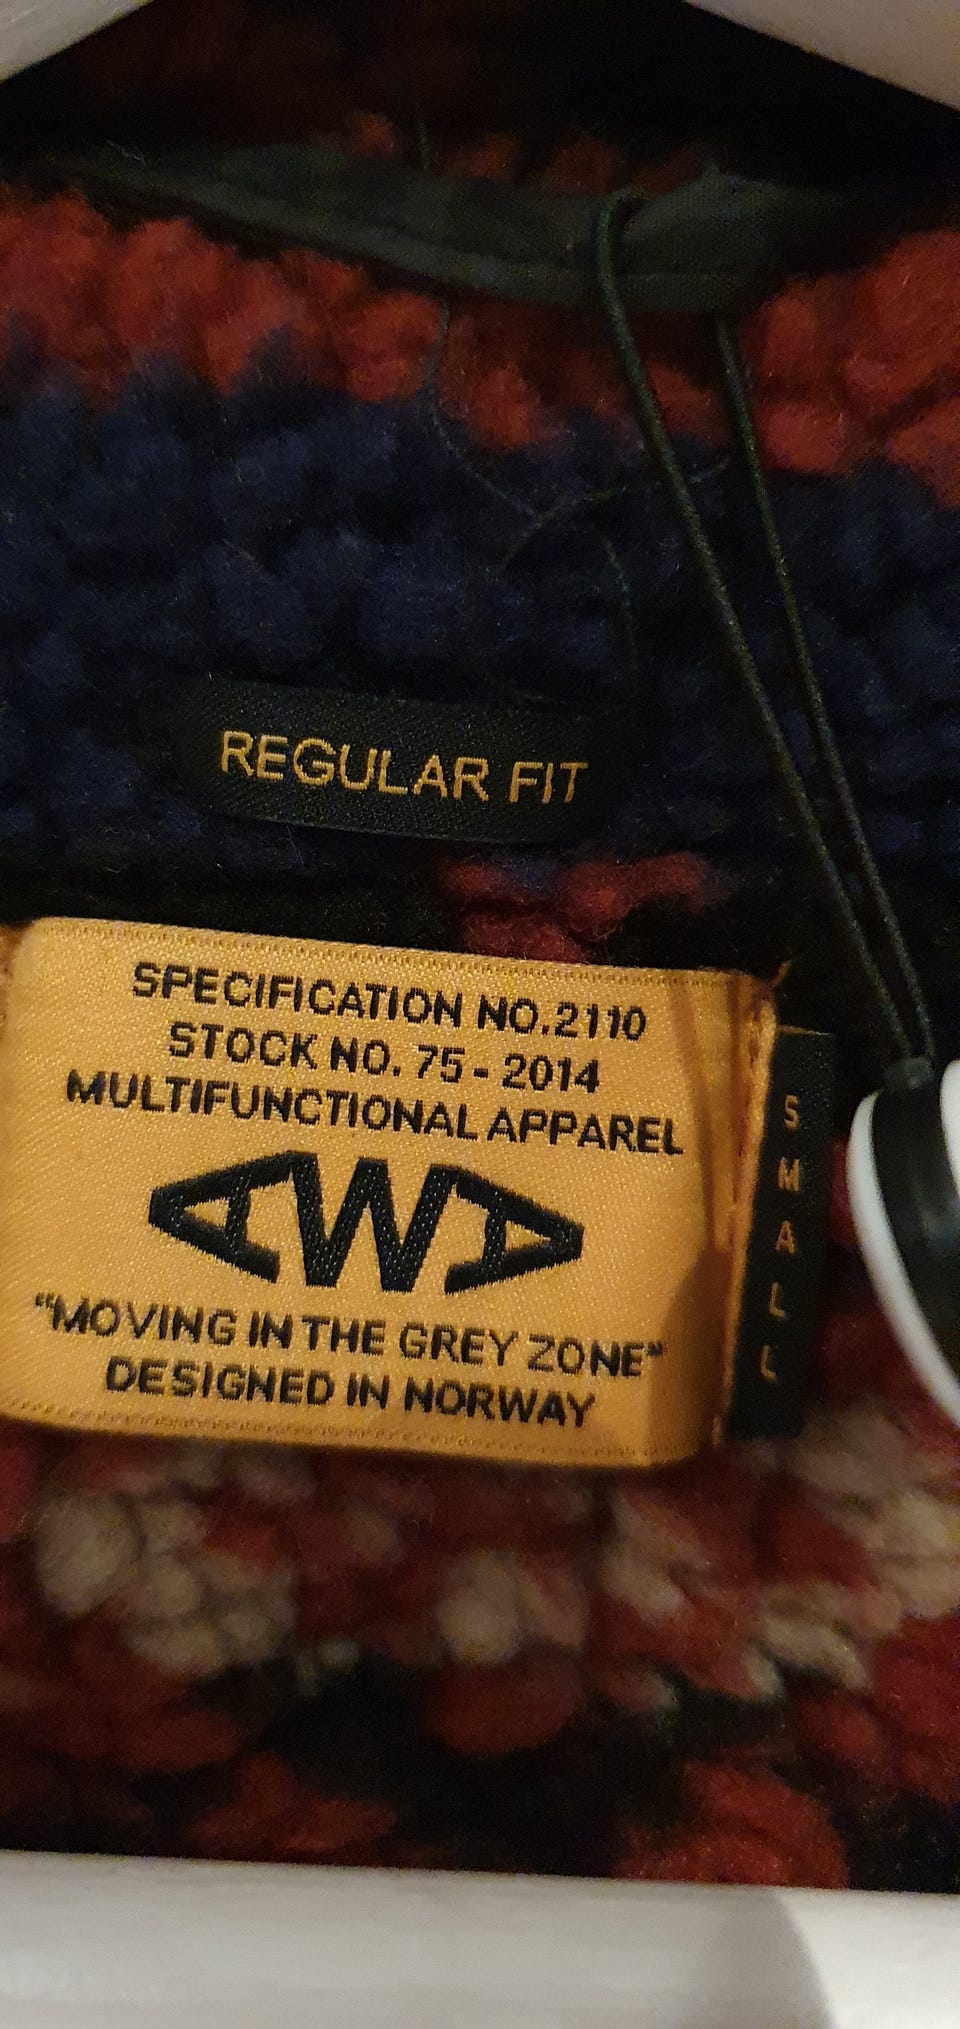 REGULAR FIT
SPECIFICATION NO.2110
STOCK NO. 75 - 2014
MULTIFUNCTIONAL APPAREL
AWA
"MOVING IN THE GREY ZONE"
DESIGNED IN NORWAY
SMALL